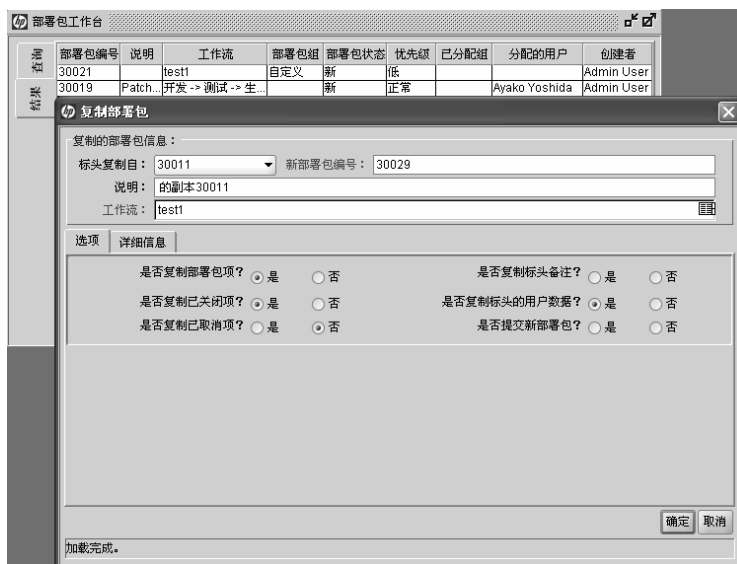 部署包工作台
查询
结果
部署包编号 说明 工作流 部署包组 部署包状态 优先级 已分配组 分配的用户 创建者
30021 test1 自定义 新 低 Admin User
30019 Patch... 开发 -> 测试 -> 生... 新 正常 Ayako Yoshida Admin User
复制部署包
复制的部署包信息：
标头复制自： 30011 新部署包编号： 30029
说明： 的副本30011
工作流： test1
选项 详细信息
是否复制部署包项？ 是 否 是否复制标头备注？ 是 否
是否复制已关闭项？ 是 否 是否复制标头的用户数据？ 是 否
是否复制已取消项？ 是 否 是否提交新部署包？ 是 否
确定 取消
加载完成。